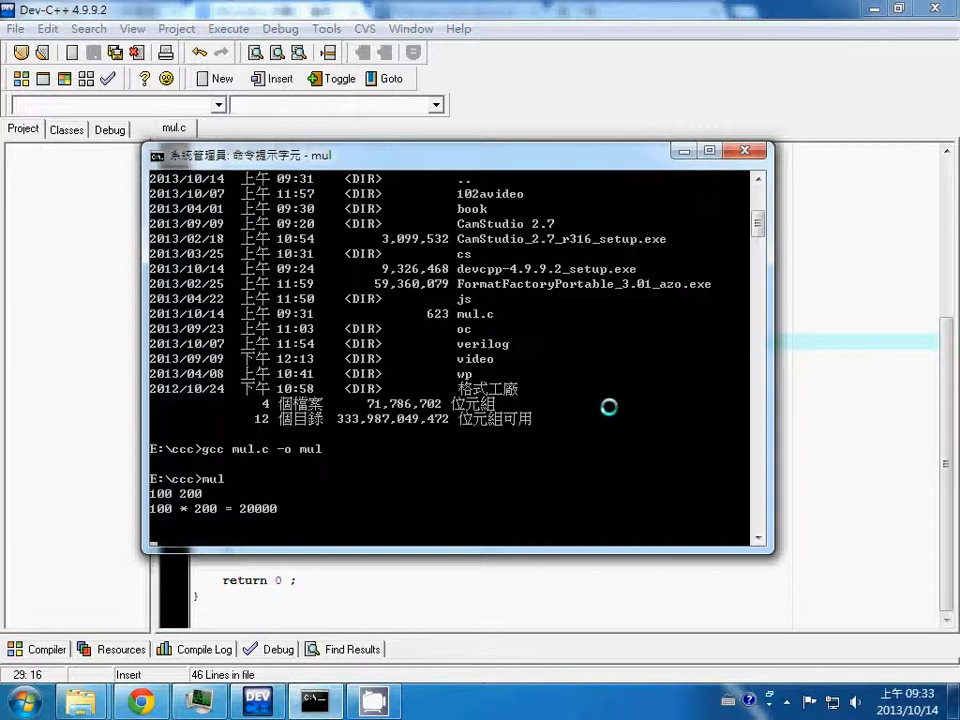 Dev-C++ 4.9.9.2
File Edit Search View Project Execute Debug Tools CVS Window Help
New Insert Toggle Goto
Project Classes Debug mul.c
系統管理員: 命令提示字元 - mul
2013/10/14 上午 09:31 <DIR> ..
2013/10/07 上午 11:57 <DIR> 102avideo
2013/04/01 上午 09:30 <DIR> book
2013/09/09 上午 09:20 <DIR> CamStudio 2.7
2013/02/18 上午 10:54 3,099,532 CamStudio_2.7_r316_setup.exe
2013/03/25 上午 10:31 <DIR> cs
2013/10/14 上午 09:24 9,326,468 devcpp-4.9.9.2_setup.exe
2013/02/25 上午 11:59 59,360,079 FormatFactoryPortable_3.01_azo.exe
2013/04/22 上午 11:50 <DIR> js
2013/10/14 上午 09:31 623 mul.c
2013/09/23 上午 11:03 <DIR> oc
2013/10/07 上午 11:54 <DIR> verilog
2013/09/09 下午 12:13 <DIR> video
2013/04/08 上午 10:41 <DIR> wp
2012/10/24 下午 10:58 <DIR> 格式工廠
4 個檔案 71,786,702 位元組
12 個目錄 333,987,049,472 位元組可用
E:\ccc>gcc mul.c -o mul
E:\ccc>mul
100 200
100 * 200 = 20000
return 0 ;
}
Compiler Resources Compile Log Debug Find Results
29: 16 Insert 46 Lines in file
DEV
上午 09:33
2013/10/14